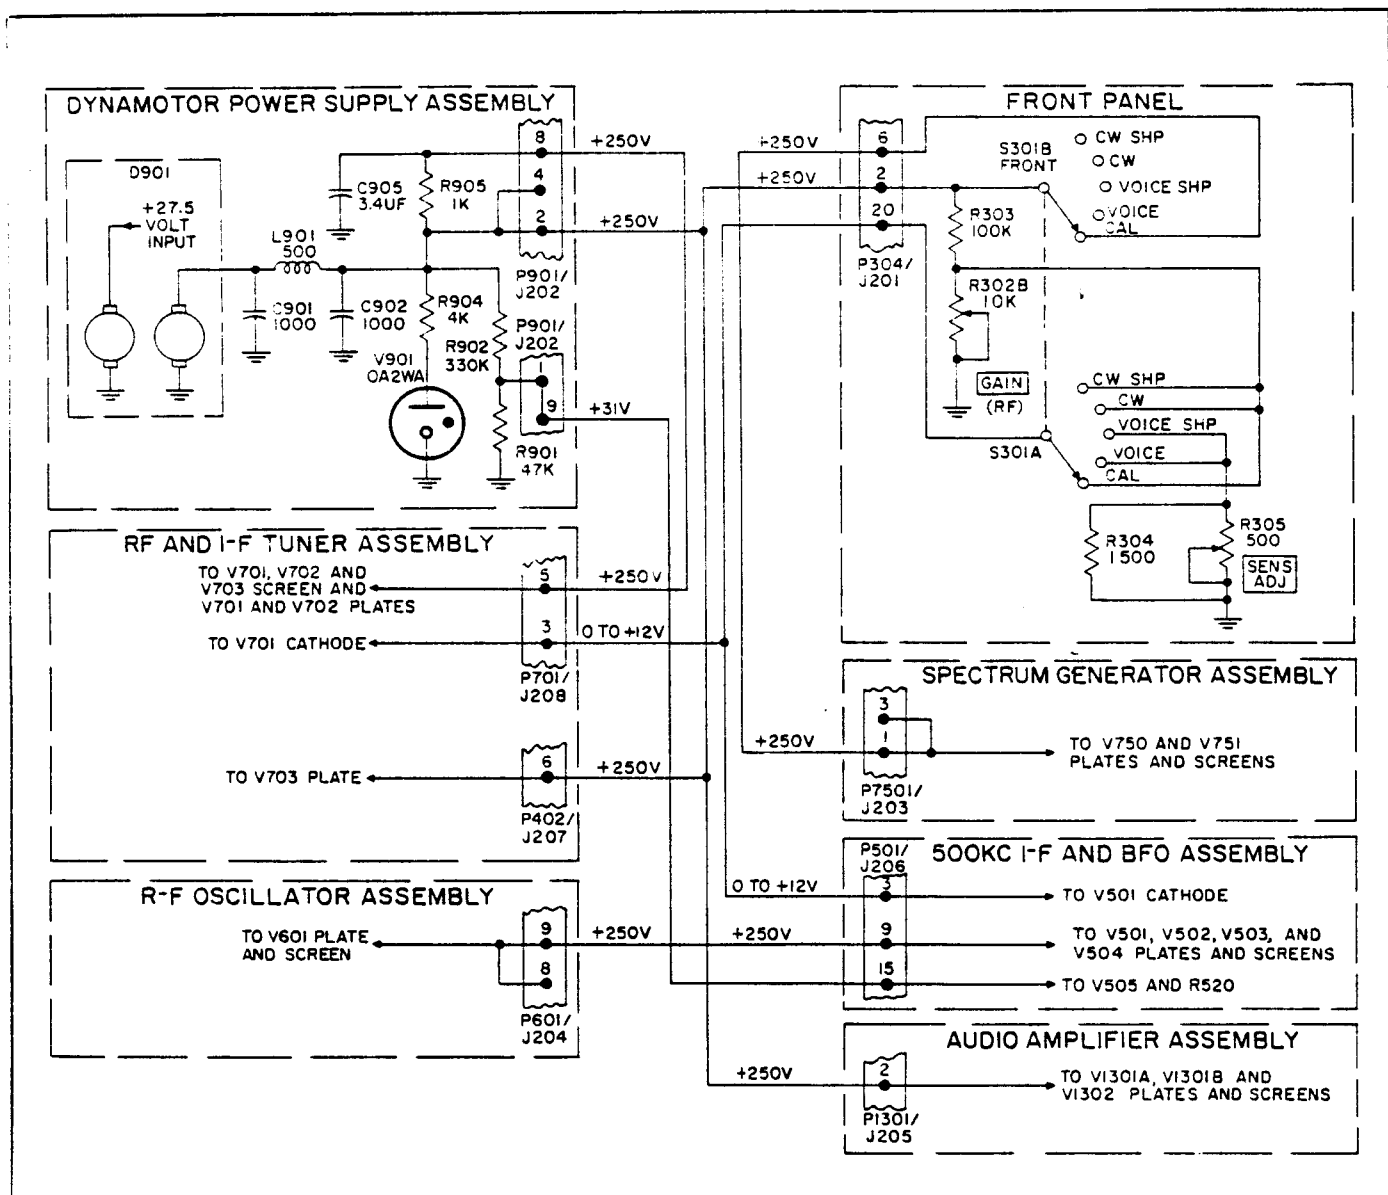 DYNAMOTOR POWER SUPPLY ASSEMBLY
D901
+27.5
VOLT
INPUT
L901
500
C901
1000
C902
1000
C905
3.4UF
R905
1K
R904
4K
R902
330K
V901
OA2WA
R901
47K
8
4
2
P901/
J202
P901/
J202
1
9
+250V
+250V
+31V
RF AND I-F TUNER ASSEMBLY
TO V701, V702 AND
V703 SCREEN AND
V701 AND V702 PLATES
5
+250V
TO V701 CATHODE
3
0 TO +12V
P701/
J208
TO V703 PLATE
6
+250V
P402/
J207
R-F OSCILLATOR ASSEMBLY
TO V601 PLATE
AND SCREEN
9
8
+250V
P601/
J204
FRONT PANEL
+250V
6
+250V
2
20
P304/
J201
S301B
FRONT
CW SHP
CW
VOICE SHP
VOICE
CAL
R303
100K
R302B
10K
GAIN
(RF)
CW SHP
CW
VOICE SHP
VOICE
CAL
S301A
R304
1500
R305
500
SENS
ADJ
SPECTRUM GENERATOR ASSEMBLY
3
1
+250V
TO V750 AND V751
PLATES AND SCREENS
P7501/
J203
500KC I-F AND BFO ASSEMBLY
P501/
J206
0 TO +12V
3
TO V501 CATHODE
+250V
9
TO V501, V502, V503, AND
V504 PLATES AND SCREENS
15
TO V505 AND R520
AUDIO AMPLIFIER ASSEMBLY
+250V
2
TO V1301A, V1301B AND
V1302 PLATES AND SCREENS
P1301/
J205